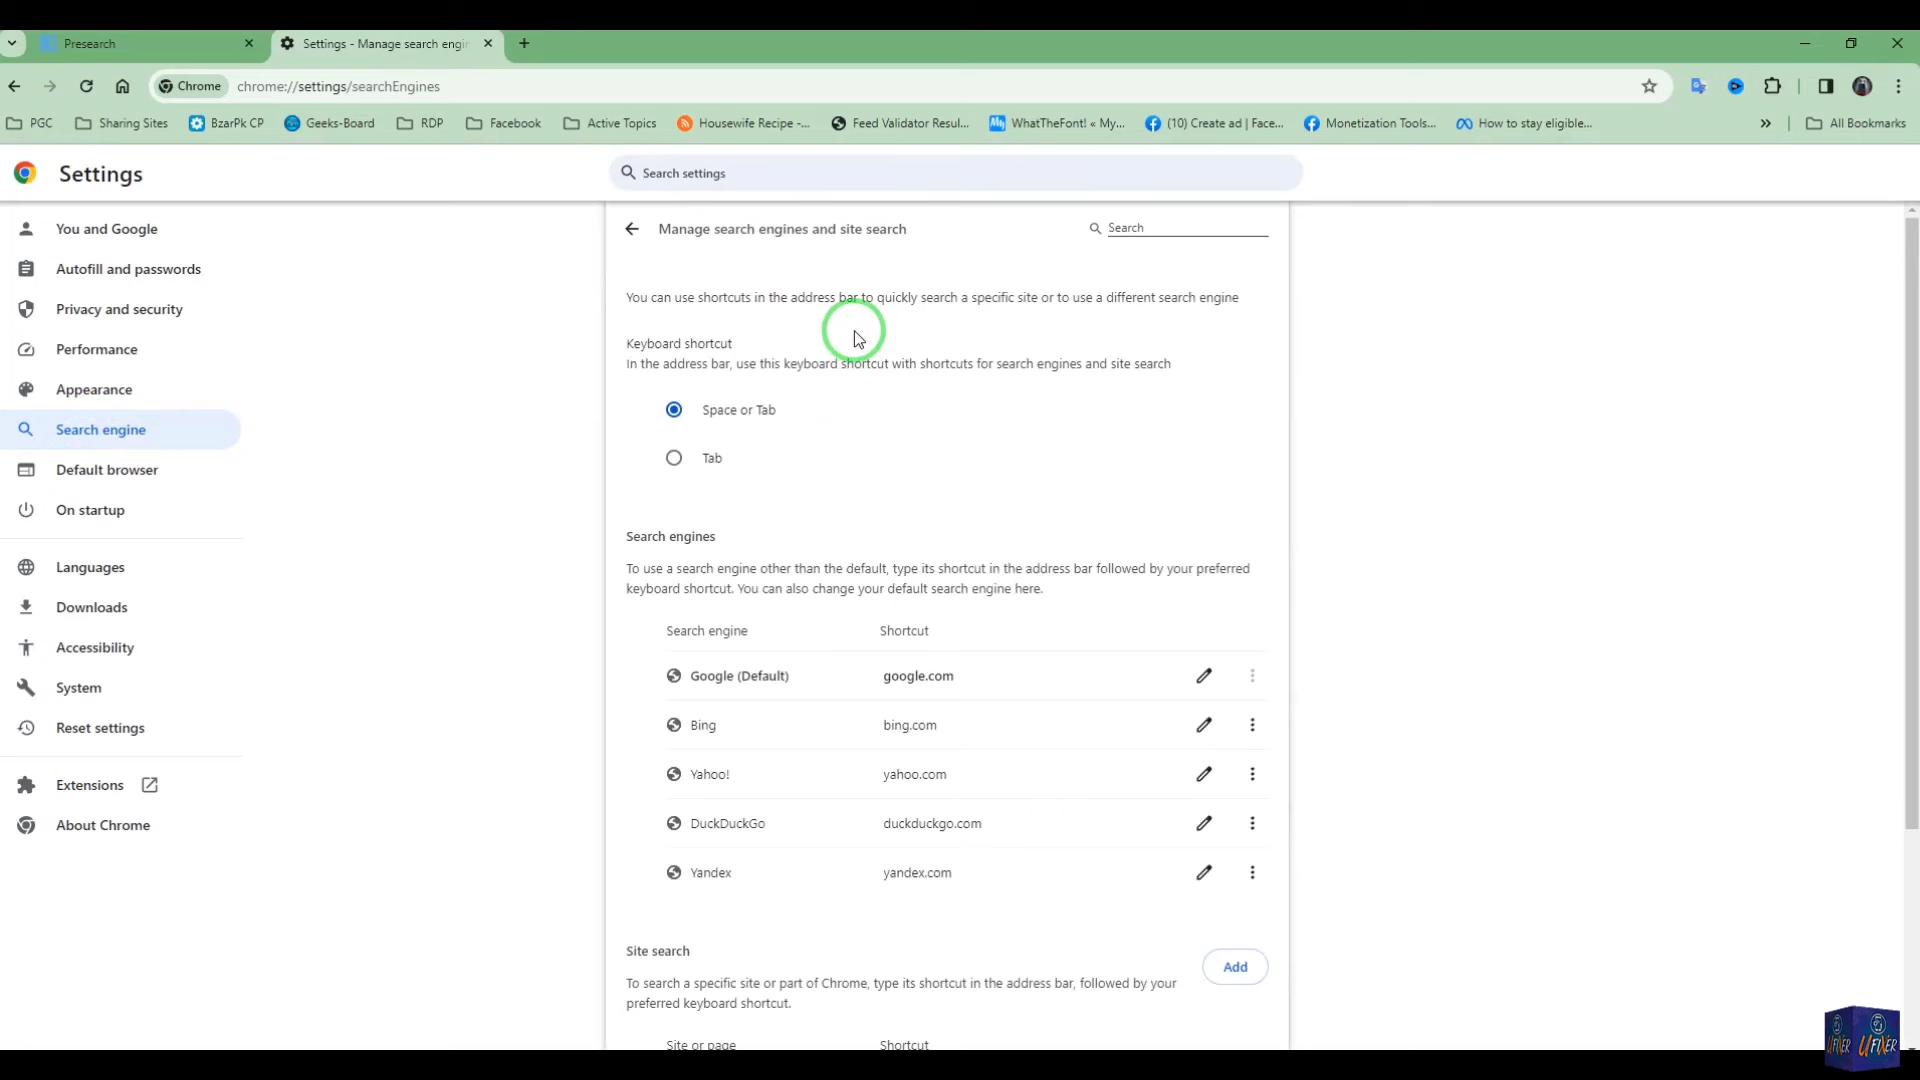 Presearch
Settings - Manage search engin
Chrome
chrome://settings/searchEngines
PGC
Sharing Sites
BzarPk CP
Geeks-Board
RDP
Facebook
Active Topics
Housewife Recipe -...
Feed Validator Resul...
WhatTheFont! « My...
(10) Create ad | Face...
Monetization Tools...
How to stay eligible...
All Bookmarks
Settings
Search settings
You and Google
Autofill and passwords
Privacy and security
Performance
Appearance
Search engine
Default browser
On startup
Languages
Downloads
Accessibility
System
Reset settings
Extensions
About Chrome
Manage search engines and site search
Search
You can use shortcuts in the address bar to quickly search a specific site or to use a different search engine
Keyboard shortcut
In the address bar, use this keyboard shortcut with shortcuts for search engines and site search
Space or Tab
Tab
Search engines
To use a search engine other than the default, type its shortcut in the address bar followed by your preferred
keyboard shortcut. You can also change your default search engine here.
Search engine Shortcut
Google (Default) google.com
Bing bing.com
Yahoo! yahoo.com
DuckDuckGo duckduckgo.com
Yandex yandex.com
Site search
Add
To search a specific site or part of Chrome, type its shortcut in the address bar, followed by your
preferred keyboard shortcut.
Site or page Shortcut
UFIXER UFIXER